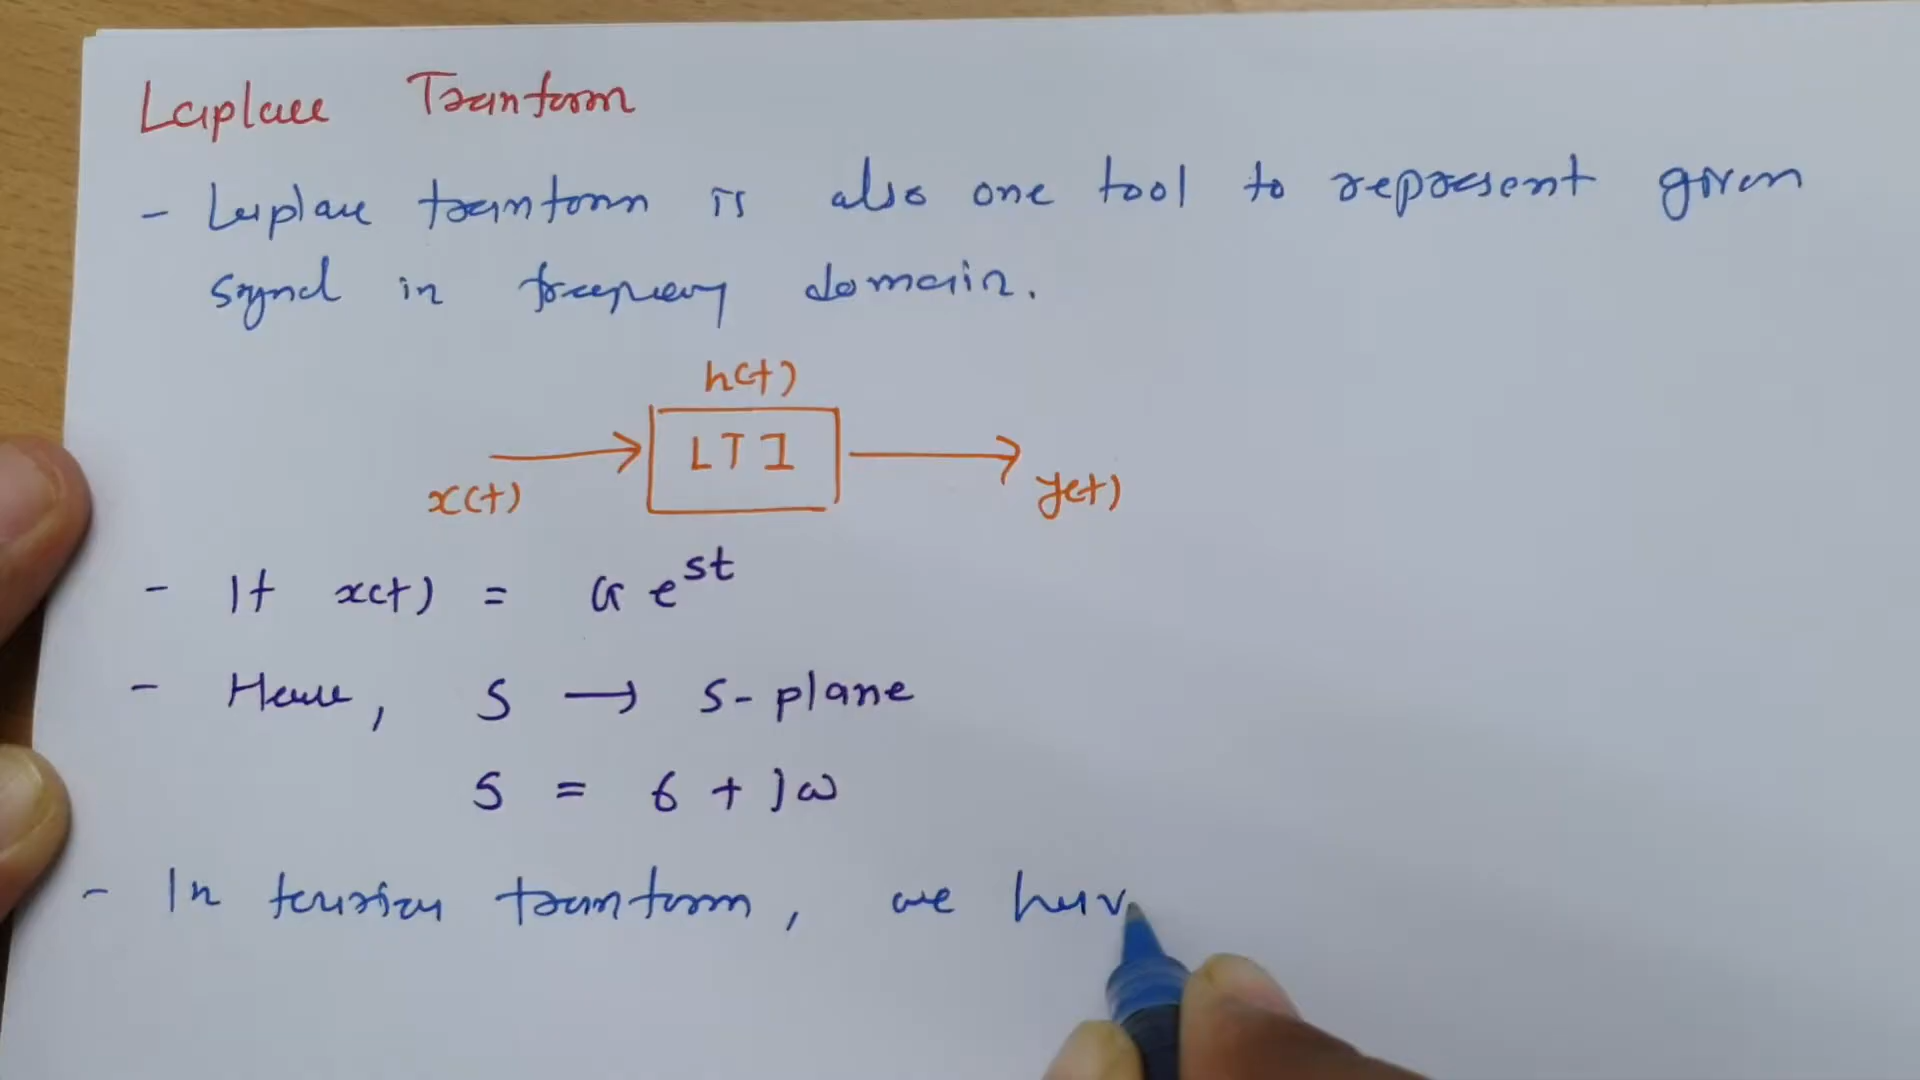 Laplace Transform
- Laplace transform is also one tool to represent given
signal in frequency domain.
h(t)
LTI
x(t)
y(t)
- If x(t) = G e^st
- Here, S → S-plane
S = σ + jω
- In fourier transform, we hav